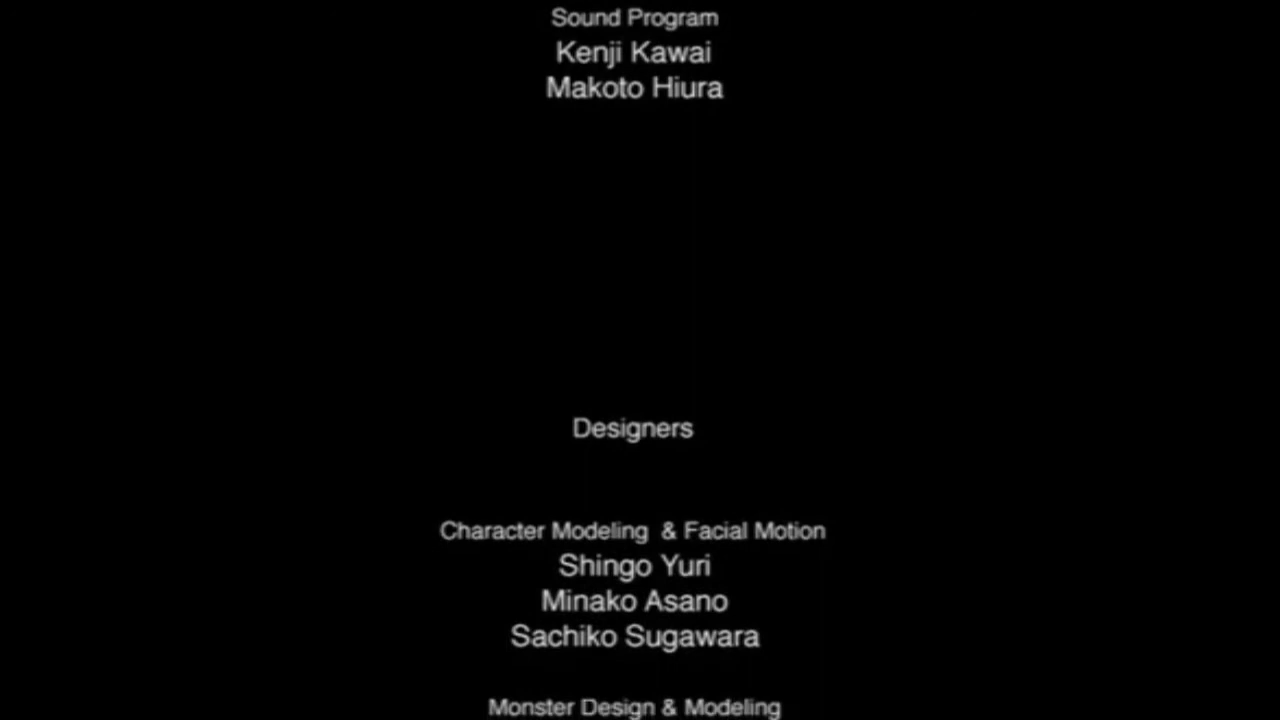 Sound Program
Kenji Kawai
Makoto Hiura
Designers
Character Modeling & Facial Motion
Shingo Yuri
Minako Asano
Sachiko Sugawara
Monster Design & Modeling